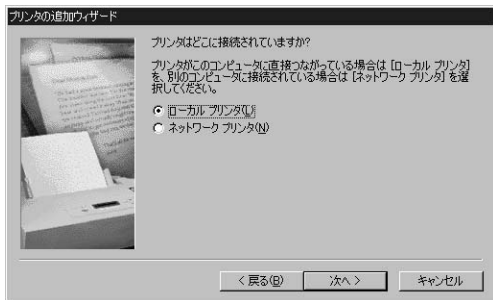 プリンタの追加ウィザード
プリンタはどこに接続されていますか?
プリンタがこのコンピュータに直接つながっている場合は [ローカル プリンタ]
を、別のコンピュータに接続されている場合は [ネットワーク プリンタ] を選
択してください。
ローカル プリンタ(L)
ネットワーク プリンタ(N)
< 戻る(B)
次へ >
キャンセル